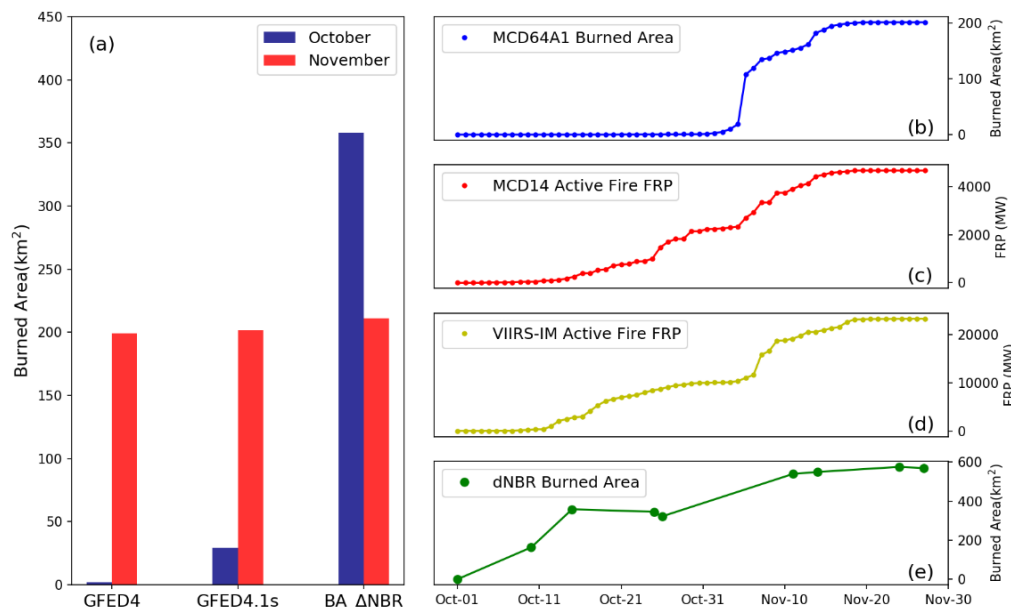 (a)
October
November
Burned Area(km²)
450
400
350
300
250
200
150
100
50
0
GFED4
GFED4.1s
BA_ΔNBR
MCD64A1 Burned Area
(b)
200
100
0
Burned Area(km²)
MCD14 Active Fire FRP
(c)
4000
2000
0
FRP (MW)
VIIRS-IM Active Fire FRP
(d)
20000
10000
0
FRP (MW)
dNBR Burned Area
(e)
600
400
200
0
Burned Area(km²)
Oct-01
Oct-11
Oct-21
Oct-31
Nov-10
Nov-20
Nov-30